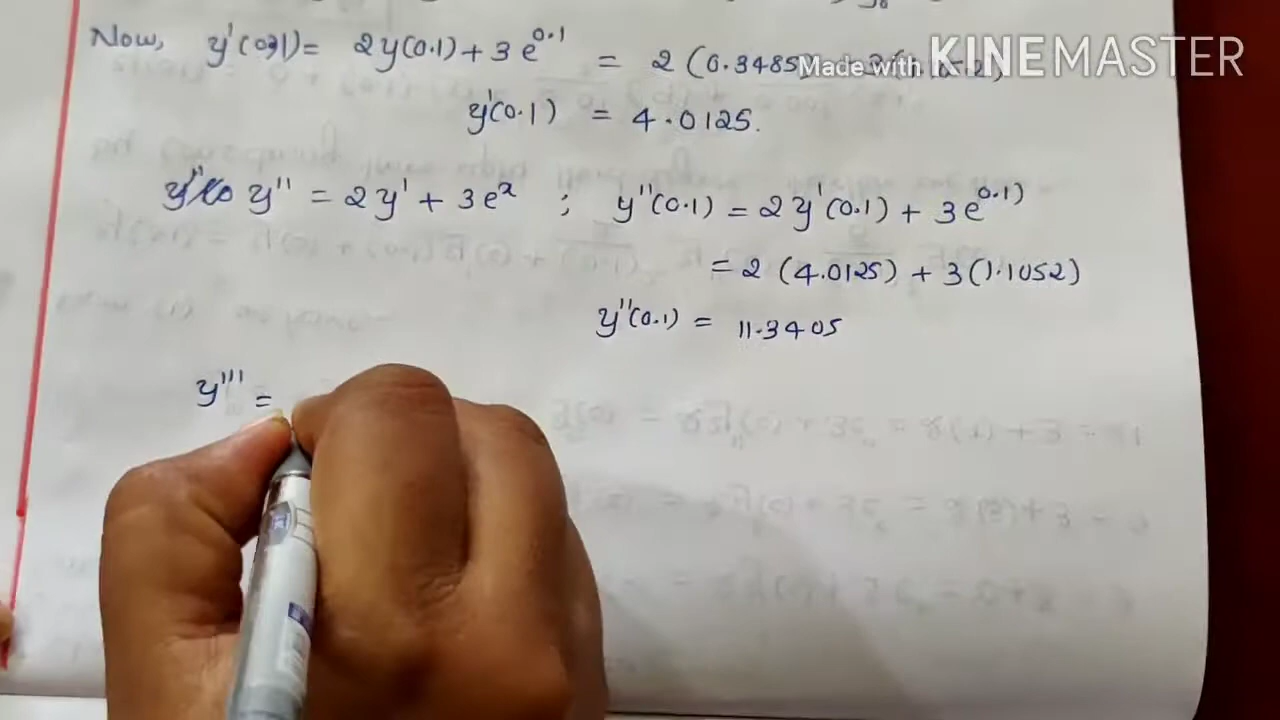 Now, y'(0.1) = 2y(0.1) + 3e^0.1 = 2 (0.3485)
Made with KINEMASTER
y'(0.1) = 4.0125.
y'' = 2y' + 3e^x ; y''(0.1) = 2y'(0.1) + 3e^0.1)
= 2 (4.0125) + 3(1.1052)
y''(0.1) = 11.3405
y''' =